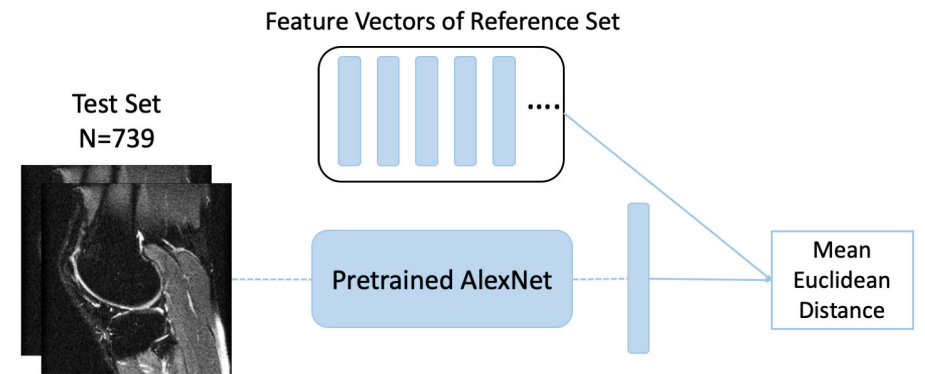 Feature Vectors of Reference Set
Test Set
N=739
....
Pretrained AlexNet
Mean
Euclidean
Distance